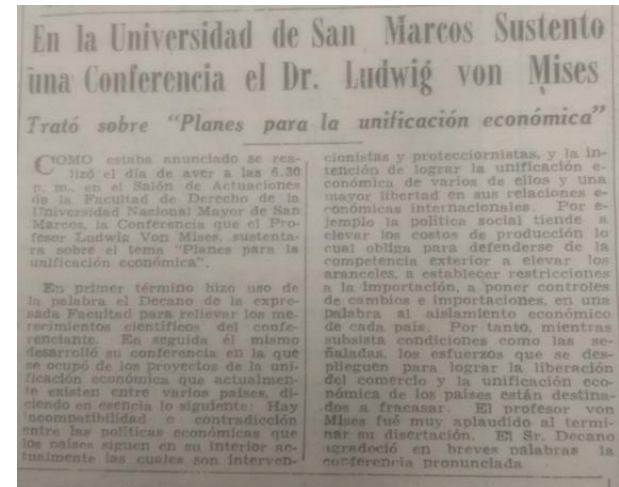 En la Universidad de San Marcos Sustento
una Conferencia el Dr. Ludwig von Mises
Trató sobre "Planes para la unificación económica"
COMO estaba anunciado se rea-
lizó el día de ayer a las 6.30
p. m., en el Salón de Actuaciones
de la Facultad de Derecho de la
Universidad Nacional Mayor de San
Marcos, la Conferencia que el Pro-
fesor Ludwig Von Mises, sustenta-
ra sobre el tema "Planes para la
unificación económica".
En primer término hizo uso de
la palabra el Decano de la expre-
sada Facultad para relievar los me-
recimientos científicos del confe-
renciante. En seguida él mismo
desarrolló su conferencia en la que
se ocupó de los proyectos de la uni-
ficación económica que actualmen-
te existen entre varios países, di-
ciendo en esencia lo siguiente: Hay
incompatibilidad o contradicción
entre las políticas económicas que
los países siguen en su interior ac-
tualmente las cuales son interven-
cionistas y proteccionistas, y la in-
tención de lograr la unificación e-
conómica de varios de ellos y una
mayor libertad en sus relaciones e-
conómicas internacionales. Por e-
jemplo la política social tiende a
elevar los costos de producción lo
cual obliga para defenderse de la
competencia exterior a elevar los
aranceles, a establecer restricciones
a la importación, a poner controles
de cambios e importaciones, en una
palabra al aislamiento económico
de cada país. Por tanto, mientras
subsista condiciones como las se-
ñaladas, los esfuerzos que se des-
plieguen para lograr la liberación
del comercio y la unificación eco-
nómica de los países están destina-
dos a fracasar. El profesor von
Mises fué muy aplaudido al termi-
nar su disertación. El Sr. Decano
agradeció en breves palabras la
conferencia pronunciada